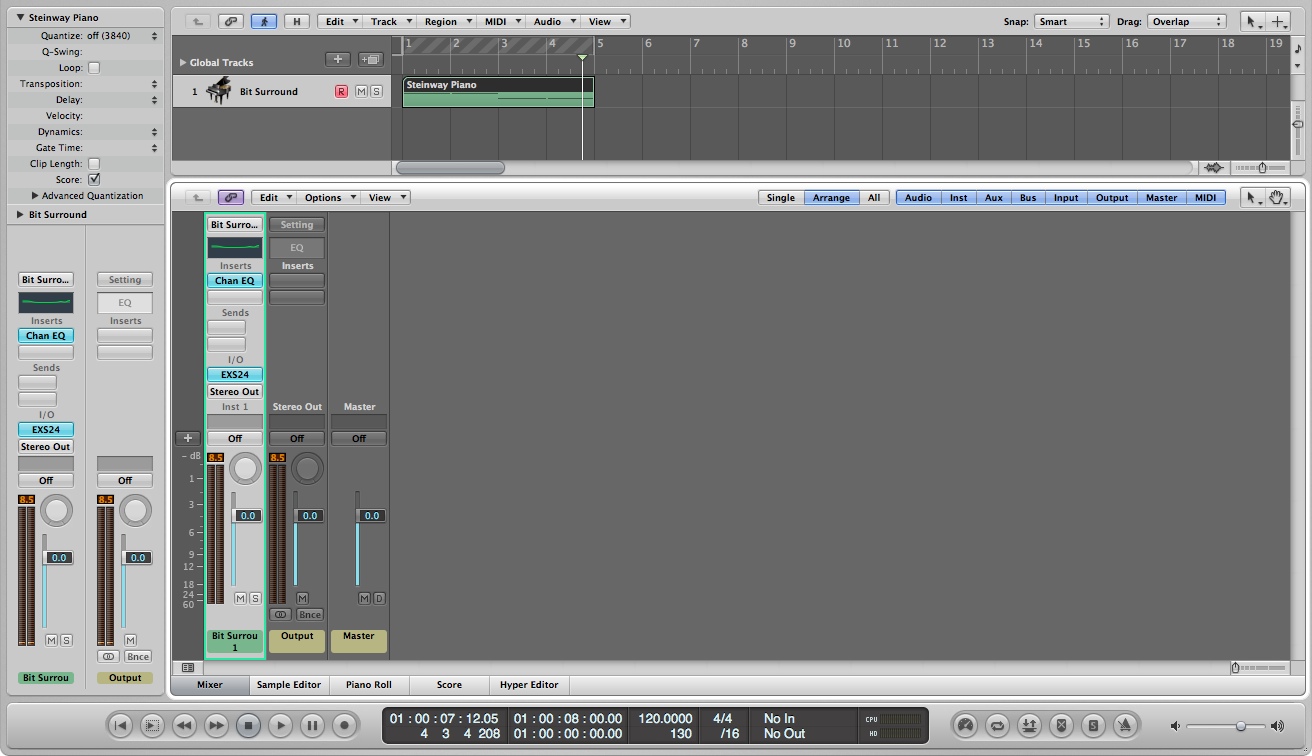 Steinway Piano
Quantize: off (3840)
Q-Swing:
Loop:
Transposition:
Delay:
Velocity:
Dynamics:
Gate Time:
Clip Length:
Score:
Advanced Quantization
Bit Surround
Bit Surro... Setting
EQ
Inserts Inserts
Chan EQ
Sends
I/O
EXS24
Stereo Out
Off Off
8.5 8.5
0.0 0.0
M S M
Bnce
Bit Surrou Output
H Edit Track Region MIDI Audio View Snap: Smart Drag: Overlap
1 2 3 4 5 6 7 8 9 10 11 12 13 14 15 16 17 18 19
Global Tracks
1 Bit Surround R M S
Steinway Piano
Edit Options View Single Arrange All Audio Inst Aux Bus Input Output Master MIDI
Bit Surro... Setting
EQ
Inserts Inserts
Chan EQ
Sends
I/O
EXS24
Stereo Out
Inst 1 Stereo Out Master
Off Off Off
dB 8.5 8.5
1
3
0.0 0.0 0.0
6
9
12
18
24
60
M S M M D
Bnce
Bit Surrou Output Master
1
Mixer Sample Editor Piano Roll Score Hyper Editor
01 : 00 : 07 : 12.05 01 : 00 : 08 : 00.00 120.0000 4/4 No In CPU
4 3 4 208 01 : 00 : 00 : 00.00 130 /16 No Out HD
S